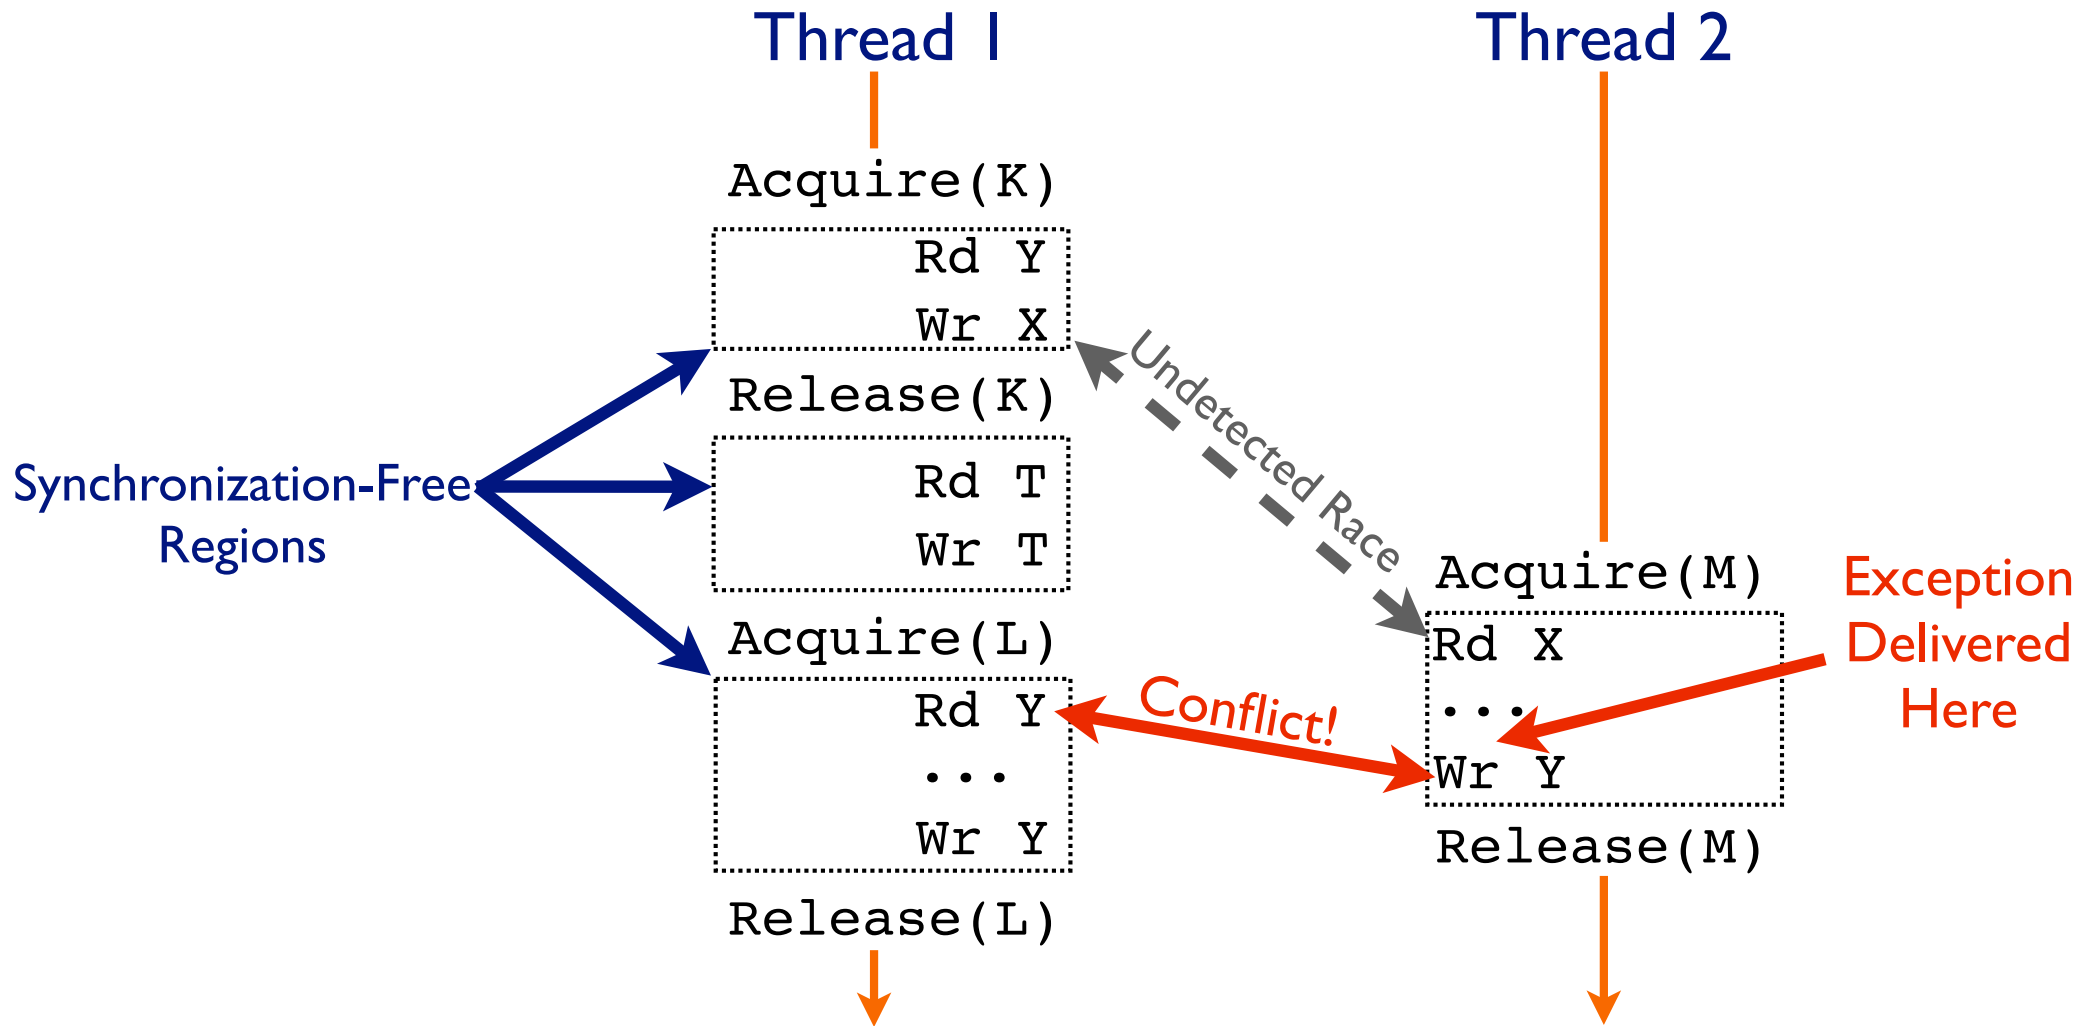 Thread 1
Thread 2
Acquire(K)
Rd Y
Wr X
Release(K)
Rd T
Wr T
Acquire(L)
Rd Y
...
Wr Y
Release(L)
Synchronization-Free
Regions
Undetected Race
Conflict!
Acquire(M)
Rd X
...
Wr Y
Release(M)
Exception
Delivered
Here